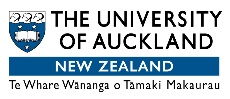 THE UNIVERSITY
OF AUCKLAND
NEW ZEALAND
Te Whare Wānanga o Tāmaki Makaurau